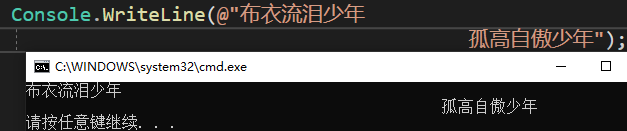 Console.WriteLine(@"布衣流泪少年
孤高自傲少年");
C:\WINDOWS\system32\cmd.exe
布衣流泪少年
孤高自傲少年
请按任意键继续. . .